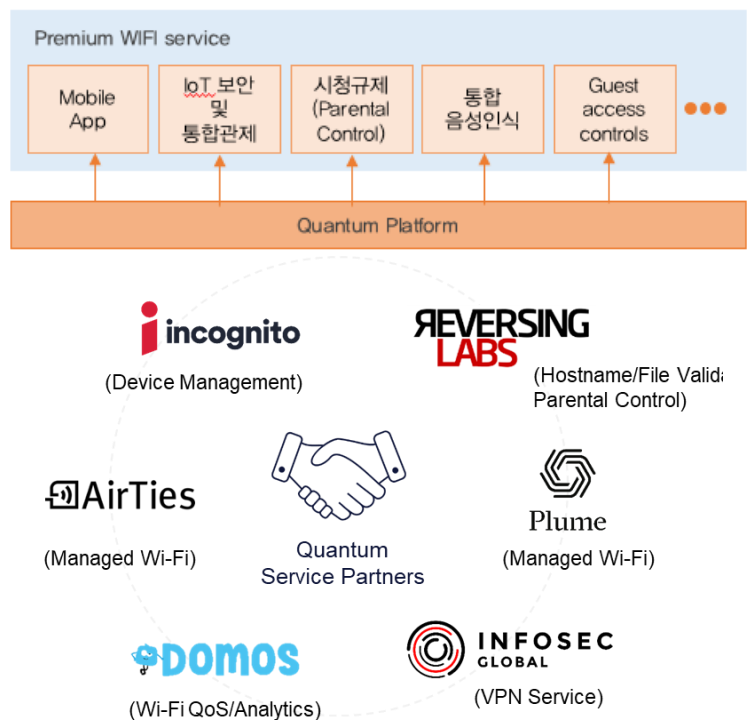 Premium WIFI service
Mobile
App
IoT 보안
및
통합관제
시청규제
(Parental
Control)
통합
음성인식
Guest
access
controls
Quantum Platform
incognito
(Device Management)
REVERSING
LABS
(Hostname/File
Parental Control)
AirTies
(Managed Wi-Fi)
Quantum
Service Partners
Plume
(Managed Wi-Fi)
DOMOS
(Wi-Fi QoS/Analytics)
INFOSEC
GLOBAL
(VPN Service)